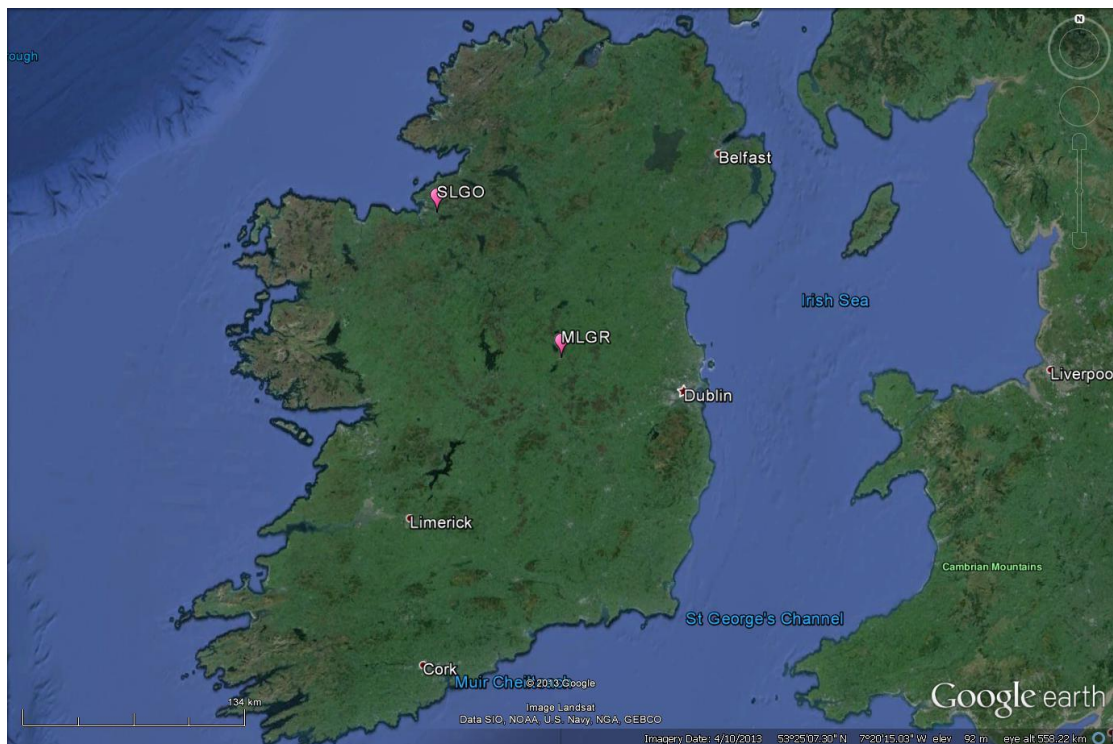 N
ough
Belfast
SLGO
Irish Sea
MLGR
Liverpoo
Dublin
Limerick
Cambrian Mountains
St George's Channel
Cork
© 2013 Google
134 km
Image Landsat
Data SIO, NOAA, U.S. Navy, NGA, GEBCO
Google earth
Imagery Date: 4/10/2013 53°25'07.30" N 7°20'15.03" W elev 92 m eye alt 558.22 km